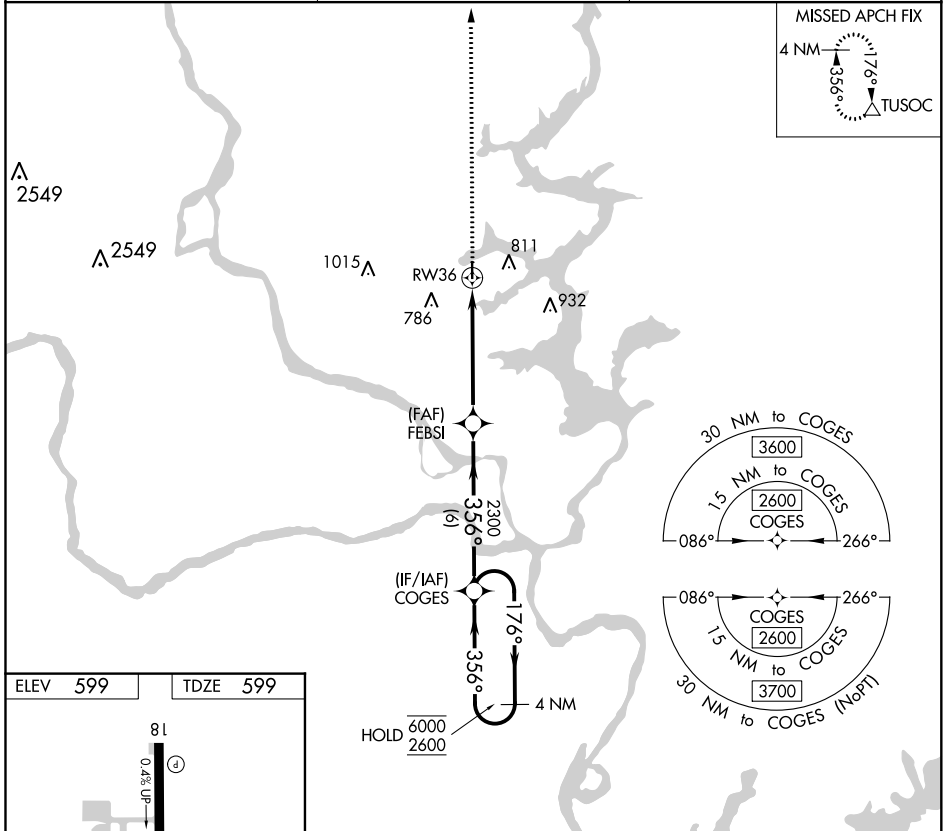 MISSED APCH FIX
4 NM
356°
176°
TUSOC
2549
2549
1015
RW36
811
786
932
(FAF)
FEBSI
2300
356°
(6)
(IF/IAF)
COGES
176°
356°
4 NM
HOLD 6000
2600
30 NM to COGES
3600
15 NM to COGES
2600
COGES
086°
266°
086°
266°
COGES
2600
15 NM to COGES
3700
30 NM to COGES (NoPT)
ELEV 599
TDZE 599
18
P
0.4% UP